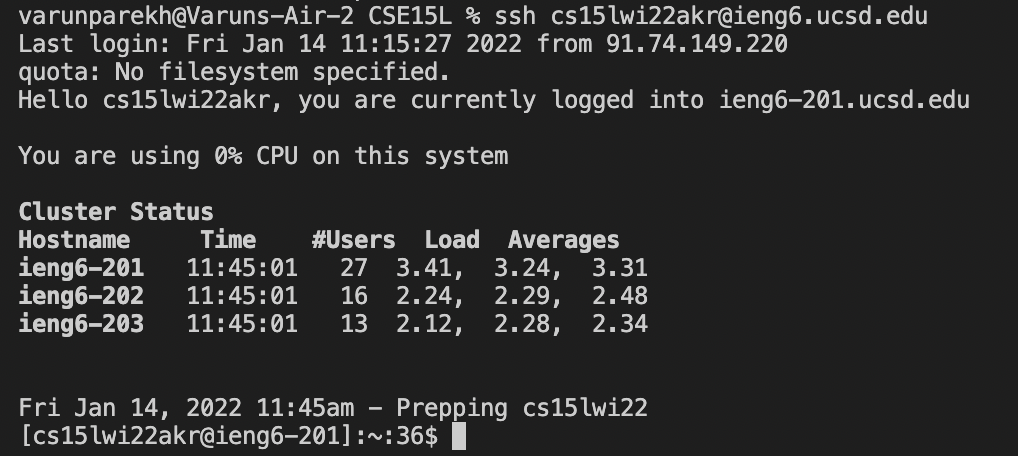 varunparekh@Varuns-Air-2 CSE15L % ssh cs15lwi22akr@ieng6.ucsd.edu
Last login: Fri Jan 14 11:15:27 2022 from 91.74.149.220
quota: No filesystem specified.
Hello cs15lwi22akr, you are currently logged into ieng6-201.ucsd.edu
You are using 0% CPU on this system
Cluster Status
Hostname     Time    #Users  Load  Averages
ieng6-201   11:45:01   27  3.41,  3.24,  3.31
ieng6-202   11:45:01   16  2.24,  2.29,  2.48
ieng6-203   11:45:01   13  2.12,  2.28,  2.34
Fri Jan 14, 2022 11:45am - Prepping cs15lwi22
[cs15lwi22akr@ieng6-201]:~:36$